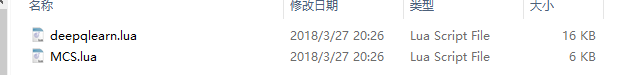 名称 修改日期 类型 大小
deepqlearn.lua 2018/3/27 20:26 Lua Script File 16 KB
MCS.lua 2018/3/27 20:26 Lua Script File 6 KB